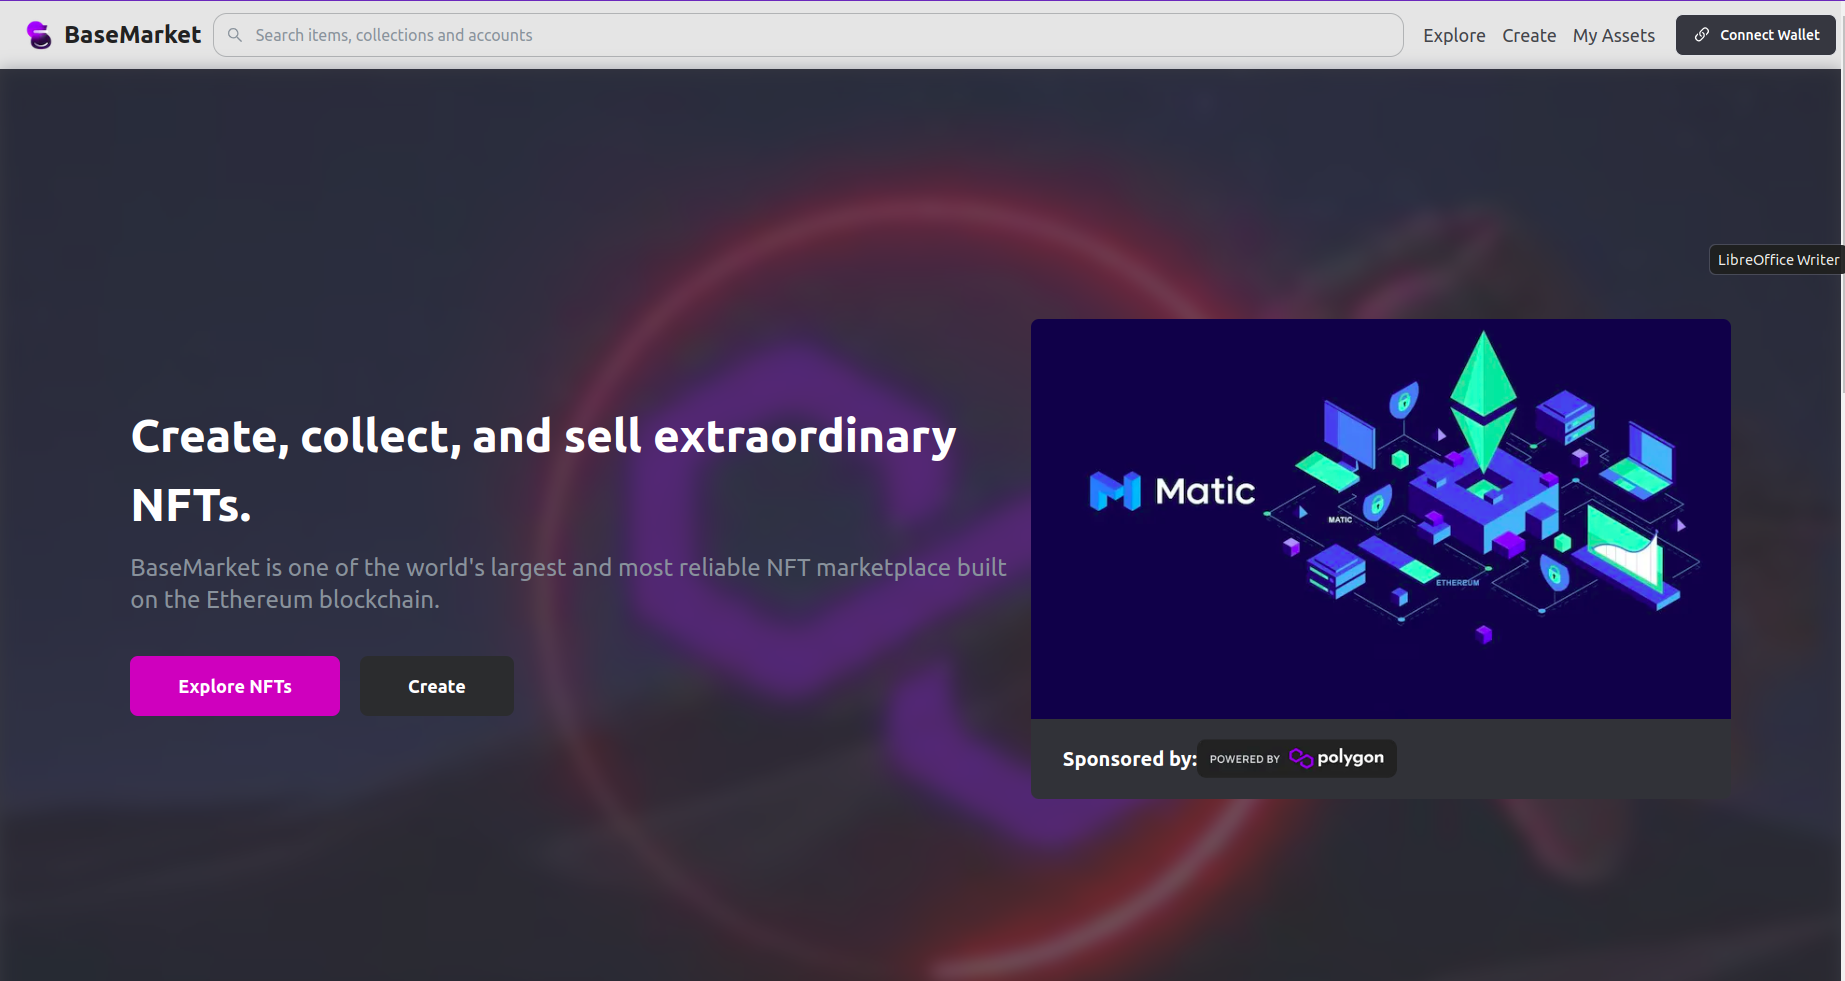 BaseMarket
Search items, collections and accounts
Explore
Create
My Assets
Connect Wallet
LibreOffice Writer
Create, collect, and sell extraordinary
NFTs.
BaseMarket is one of the world's largest and most reliable NFT marketplace built
on the Ethereum blockchain.
Explore NFTs
Create
Matic
MATIC
ETHEREUM
Sponsored by:
POWERED BY polygon